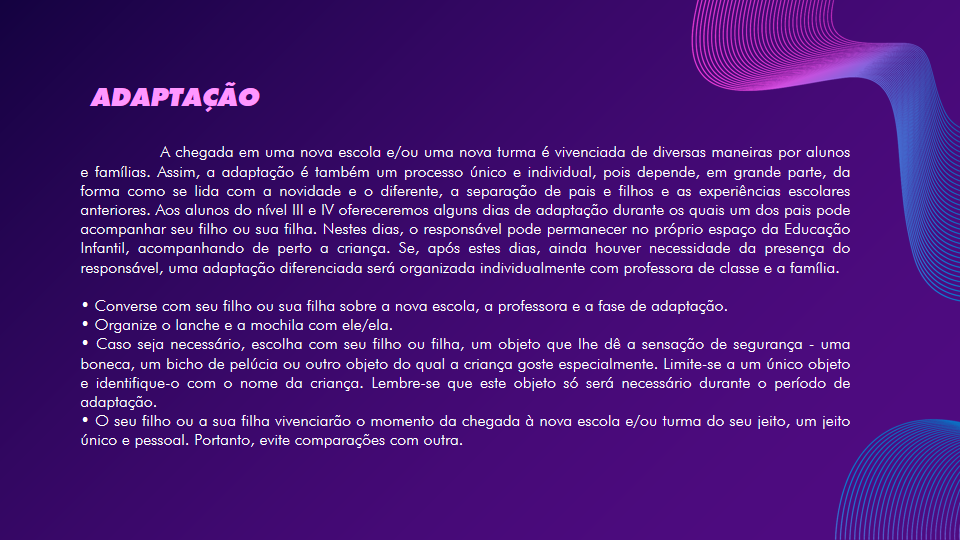 ADAPTAÇÃO
A chegada em uma nova escola e/ou uma nova turma é vivenciada de diversas maneiras por alunos
e famílias. Assim, a adaptação é também um processo único e individual, pois depende, em grande parte, da
forma como se lida com a novidade e o diferente, a separação de pais e filhos e as experiências escolares
anteriores. Aos alunos do nível III e IV ofereceremos alguns dias de adaptação durante os quais um dos pais pode
acompanhar seu filho ou sua filha. Nestes dias, o responsável pode permanecer no próprio espaço da Educação
Infantil, acompanhando de perto a criança. Se, após estes dias, ainda houver necessidade da presença do
responsável, uma adaptação diferenciada será organizada individualmente com professora de classe e a família.
• Converse com seu filho ou sua filha sobre a nova escola, a professora e a fase de adaptação.
• Organize o lanche e a mochila com ele/ela.
• Caso seja necessário, escolha com seu filho ou filha, um objeto que lhe dê a sensação de segurança - uma
boneca, um bicho de pelúcia ou outro objeto do qual a criança goste especialmente. Limite-se a um único objeto
e identifique-o com o nome da criança. Lembre-se que este objeto só será necessário durante o período de
adaptação.
• O seu filho ou a sua filha vivenciarão o momento da chegada à nova escola e/ou turma do seu jeito, um jeito
único e pessoal. Portanto, evite comparações com outra.